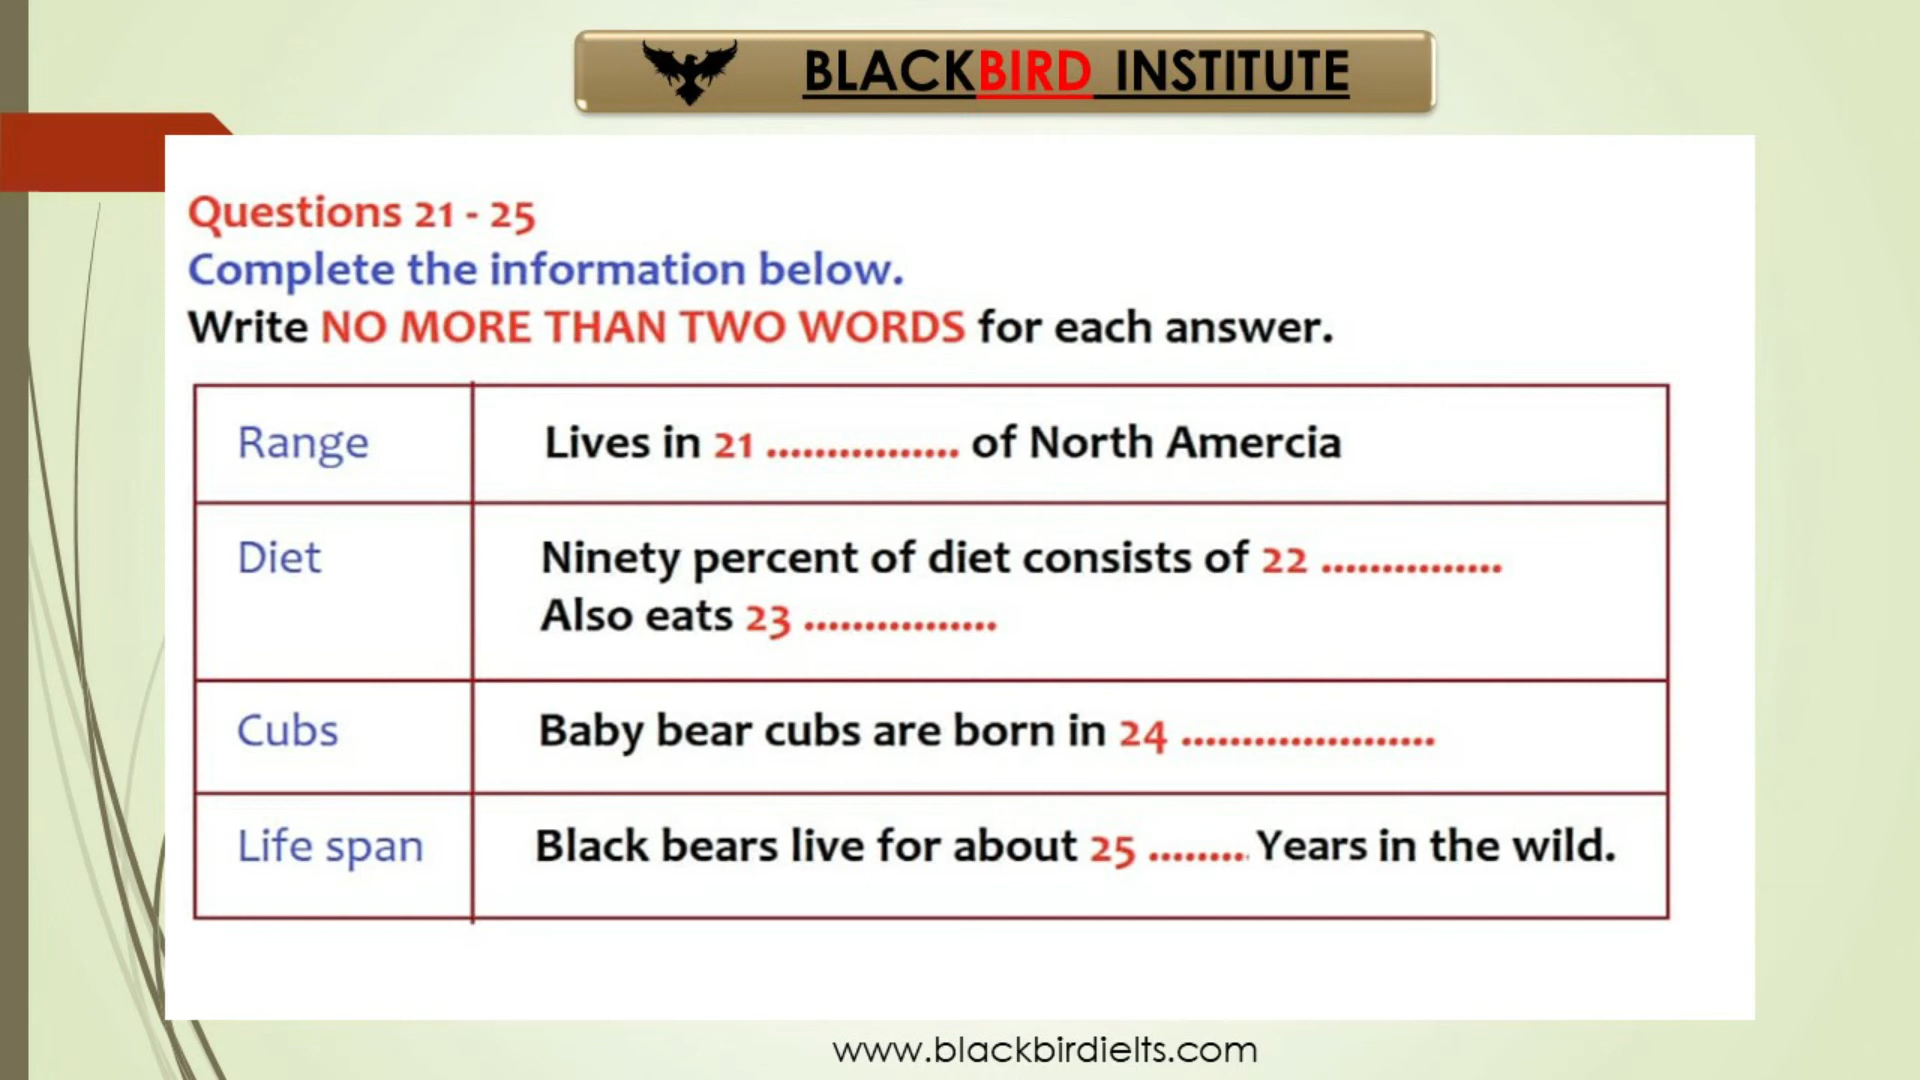 BLACKBIRD INSTITUTE
Questions 21 - 25
Complete the information below.
Write NO MORE THAN TWO WORDS for each answer.
Range Lives in 21 ................ of North Amercia
Diet Ninety percent of diet consists of 22 ...............
Also eats 23 ................
Cubs Baby bear cubs are born in 24 .....................
Life span Black bears live for about 25 ........ Years in the wild.
www.blackbirdielts.com